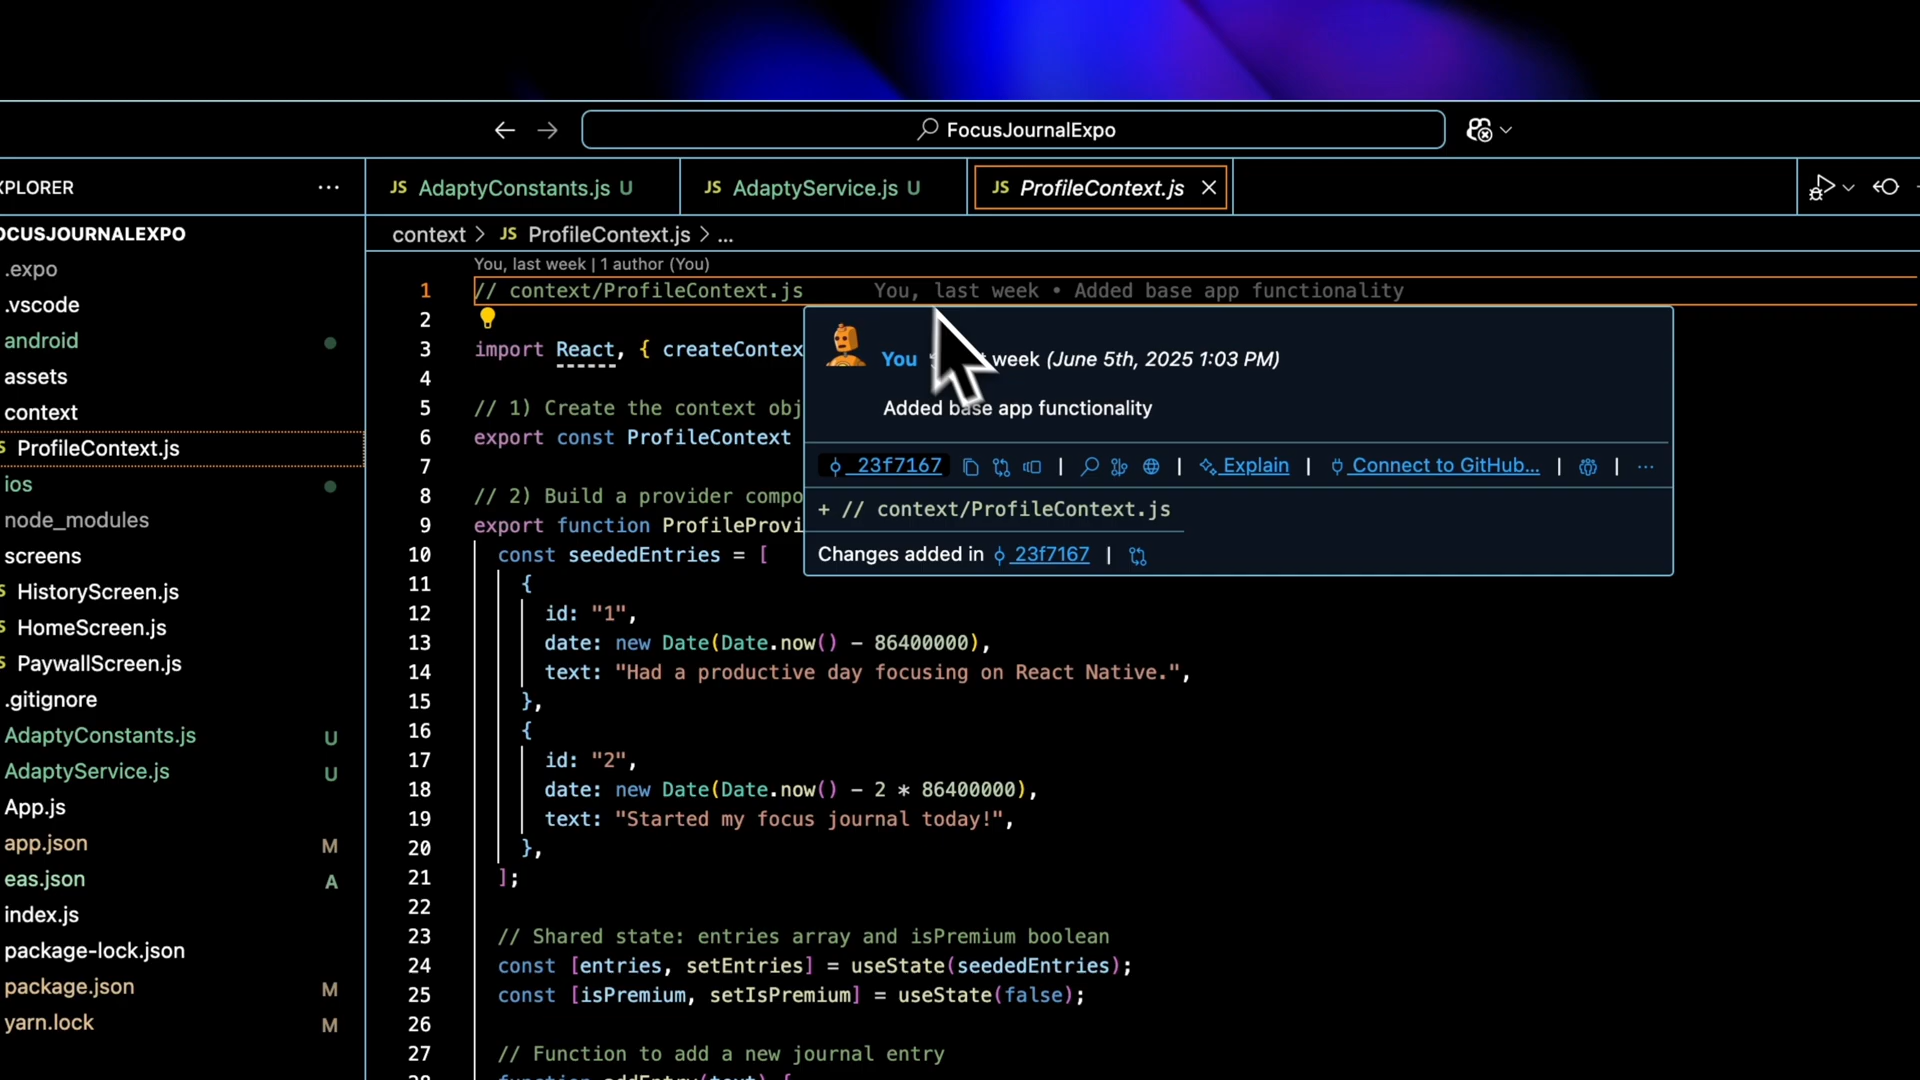 FocusJournalExpo
XPLORER
JS AdaptyConstants.js U
JS AdaptyService.js U
JS ProfileContext.js
OCUSJOURNALEXPO
.expo
.vscode
android
assets
context
ProfileContext.js
ios
node_modules
screens
HistoryScreen.js
HomeScreen.js
PaywallScreen.js
.gitignore
AdaptyConstants.js U
AdaptyService.js U
App.js
app.json M
eas.json A
index.js
package-lock.json
package.json M
yarn.lock M
context > JS ProfileContext.js > ...
You, last week | 1 author (You)
1 // context/ProfileContext.js You, last week • Added base app functionality
2
3 import React, { createContex
4
5 // 1) Create the context obj
6 export const ProfileContext
7
8 // 2) Build a provider compo
9 export function ProfileProvi
10 const seededEntries = [
11 {
12 id: "1",
13 date: new Date(Date.now() - 86400000),
14 text: "Had a productive day focusing on React Native.",
15 },
16 {
17 id: "2",
18 date: new Date(Date.now() - 2 * 86400000),
19 text: "Started my focus journal today!",
20 },
21 ];
22
23 // Shared state: entries array and isPremium boolean
24 const [entries, setEntries] = useState(seededEntries);
25 const [isPremium, setIsPremium] = useState(false);
26
27 // Function to add a new journal entry
You week (June 5th, 2025 1:03 PM)
Added base app functionality
23f7167 | | Explain | Connect to GitHub... | | ...
+ // context/ProfileContext.js
Changes added in 23f7167 |